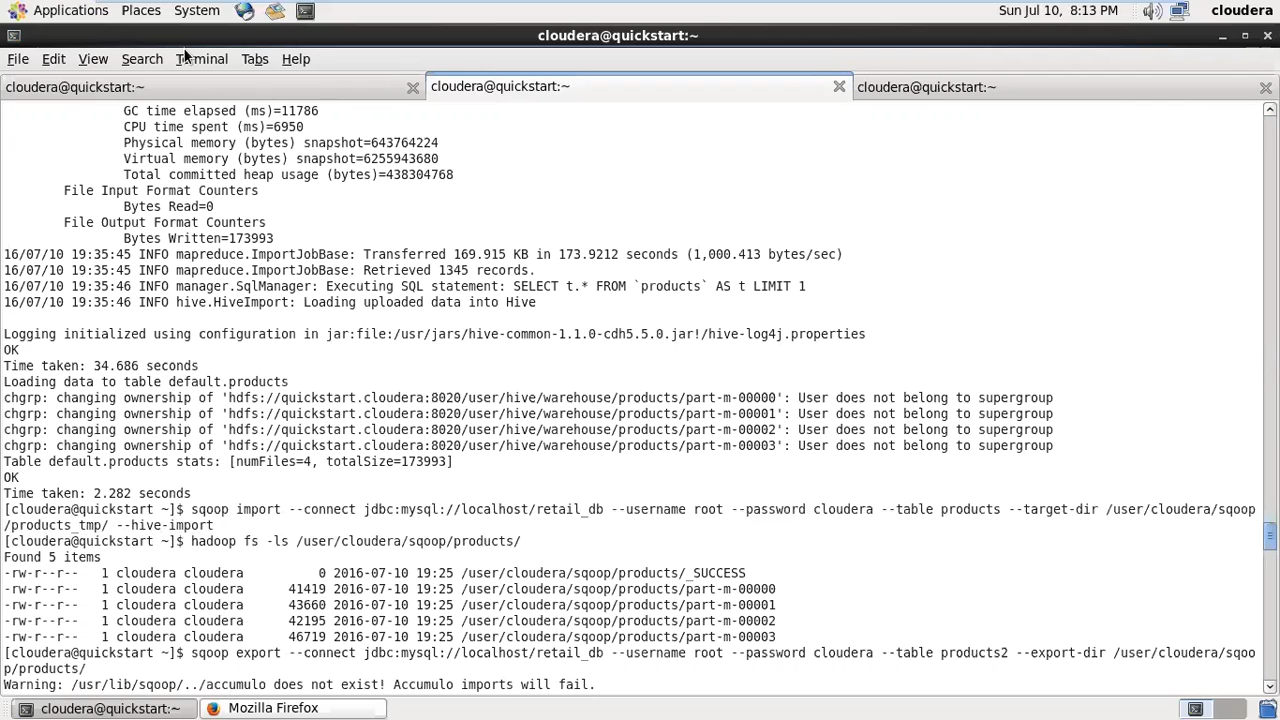 Applications Places System Sun Jul 10, 8:13 PM cloudera
cloudera@quickstart:~
File Edit View Search Terminal Tabs Help
cloudera@quickstart:~ cloudera@quickstart:~ cloudera@quickstart:~
GC time elapsed (ms)=11786
CPU time spent (ms)=6950
Physical memory (bytes) snapshot=643764224
Virtual memory (bytes) snapshot=6255943680
Total committed heap usage (bytes)=438304768
File Input Format Counters
Bytes Read=0
File Output Format Counters
Bytes Written=173993
16/07/10 19:35:45 INFO mapreduce.ImportJobBase: Transferred 169.915 KB in 173.9212 seconds (1,000.413 bytes/sec)
16/07/10 19:35:45 INFO mapreduce.ImportJobBase: Retrieved 1345 records.
16/07/10 19:35:46 INFO manager.SqlManager: Executing SQL statement: SELECT t.* FROM `products` AS t LIMIT 1
16/07/10 19:35:46 INFO hive.HiveImport: Loading uploaded data into Hive
Logging initialized using configuration in jar:file:/usr/jars/hive-common-1.1.0-cdh5.5.0.jar!/hive-log4j.properties
OK
Time taken: 34.686 seconds
Loading data to table default.products
chgrp: changing ownership of 'hdfs://quickstart.cloudera:8020/user/hive/warehouse/products/part-m-00000': User does not belong to supergroup
chgrp: changing ownership of 'hdfs://quickstart.cloudera:8020/user/hive/warehouse/products/part-m-00001': User does not belong to supergroup
chgrp: changing ownership of 'hdfs://quickstart.cloudera:8020/user/hive/warehouse/products/part-m-00002': User does not belong to supergroup
chgrp: changing ownership of 'hdfs://quickstart.cloudera:8020/user/hive/warehouse/products/part-m-00003': User does not belong to supergroup
Table default.products stats: [numFiles=4, totalSize=173993]
OK
Time taken: 2.282 seconds
[cloudera@quickstart ~]$ sqoop import --connect jdbc:mysql://localhost/retail_db --username root --password cloudera --table products --target-dir /user/cloudera/sqoop
/products_tmp/ --hive-import
[cloudera@quickstart ~]$ hadoop fs -ls /user/cloudera/sqoop/products/
Found 5 items
-rw-r--r-- 1 cloudera cloudera 0 2016-07-10 19:25 /user/cloudera/sqoop/products/_SUCCESS
-rw-r--r-- 1 cloudera cloudera 41419 2016-07-10 19:25 /user/cloudera/sqoop/products/part-m-00000
-rw-r--r-- 1 cloudera cloudera 43660 2016-07-10 19:25 /user/cloudera/sqoop/products/part-m-00001
-rw-r--r-- 1 cloudera cloudera 42195 2016-07-10 19:25 /user/cloudera/sqoop/products/part-m-00002
-rw-r--r-- 1 cloudera cloudera 46719 2016-07-10 19:25 /user/cloudera/sqoop/products/part-m-00003
[cloudera@quickstart ~]$ sqoop export --connect jdbc:mysql://localhost/retail_db --username root --password cloudera --table products2 --export-dir /user/cloudera/sqoo
p/products/
Warning: /usr/lib/sqoop/../accumulo does not exist! Accumulo imports will fail.
cloudera@quickstart:~ Mozilla Firefox